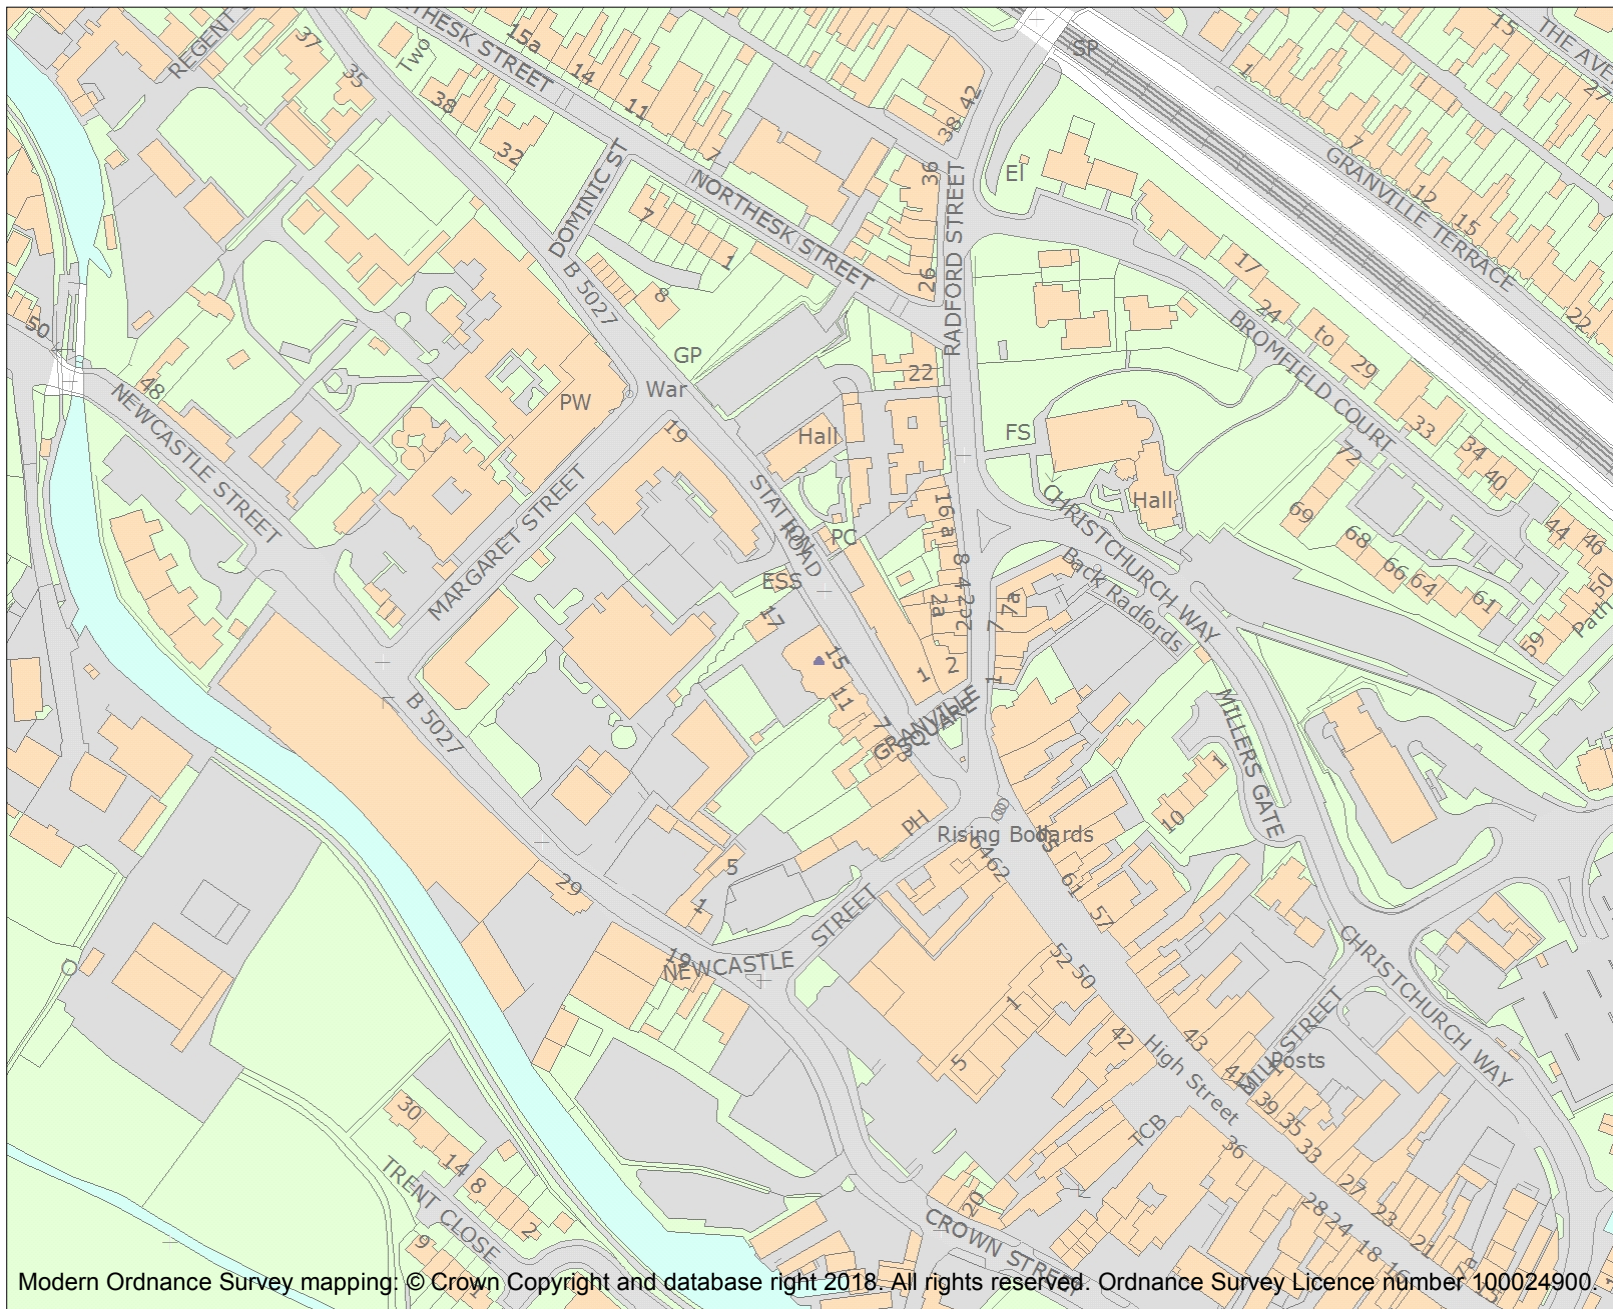 REGENT
37
35
Two
THESK STREET
15a
14
11
38
32
7
38 42
SP
15
THE AVE
1
27
7
GRANVILLE TERRACE
12
15
22
DOMINIC ST
NORTHESK STREET
36
RADFORD STREET
El
7
1
26
B 5027
8
GP
War
17
24
BROMFIELD COURT
to
29
50
48
NEWCASTLE STREET
PW
22
19
Hall
FS
33
34
40
72
69
STATION
ROAD
16 a
CHRISTCHURCH WAY
Hall
PC
MARGARET STREET
ESS
8
4
2a
7a
Back Radfords
68
66
64
61
44
46
50
59
Path
17
15
11
7
3
1
2
7
1
GRANVILLE
SQUARE
MILLERS GATE
B 5027
1
10
PH
Rising Bollards
64
62
61
57
5
1
29
STREET
19
NEWCASTLE
52
50
CHRISTCHURCH WAY
1
5
42
43
High Street
MILL STREET
Posts
41a
39
35
33
TCB
36
30
14
8
2
TRENT CLOSE
9
1
20
CROWN STREET
28
24
18
16
27
23
21
Modern Ordnance Survey mapping: © Crown Copyright and database right 2018. All rights reserved. Ordnance Survey Licence number 100024900.